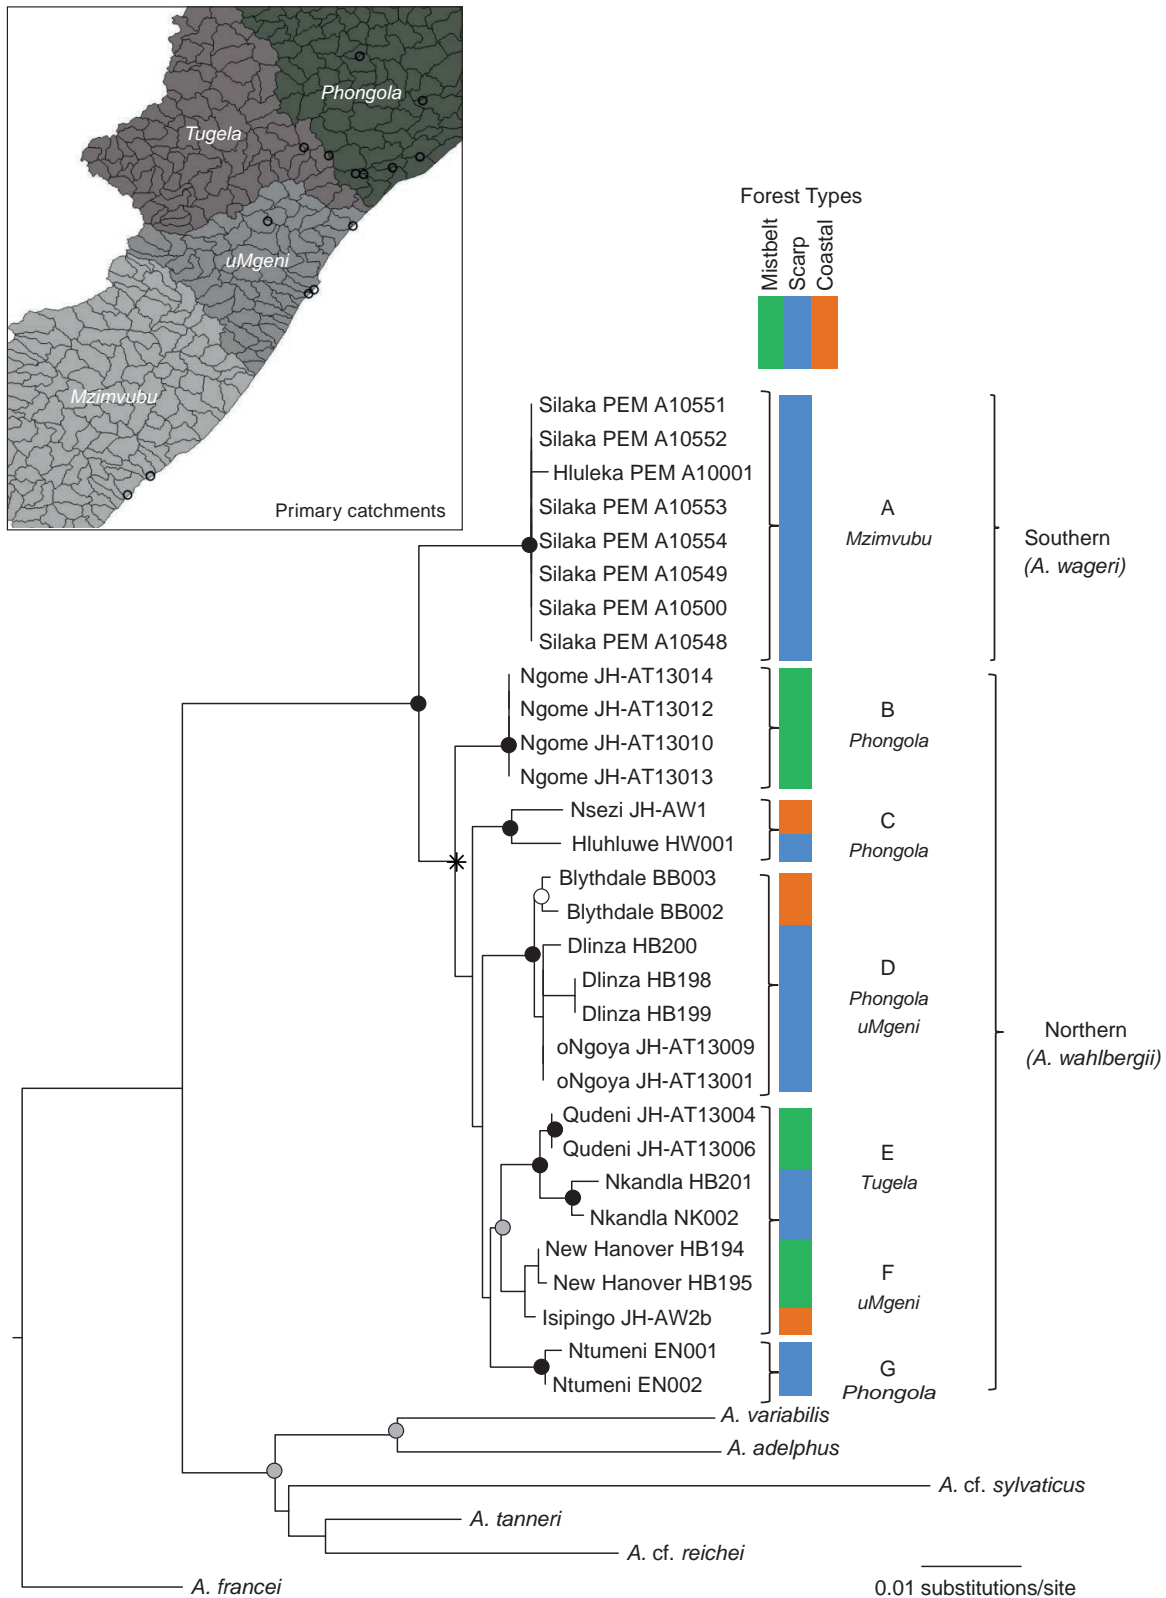 Phongola
Tugela
uMgeni
Mzimvubu
Primary catchments
Forest Types
Mistbelt
Scarp
Coastal
Silaka PEM A10551
Silaka PEM A10552
Hluleka PEM A10001
Silaka PEM A10553
Silaka PEM A10554
Silaka PEM A10549
Silaka PEM A10500
Silaka PEM A10548
A
Mzimvubu
Southern
(A. wageri)
Ngome JH-AT13014
Ngome JH-AT13012
Ngome JH-AT13010
Ngome JH-AT13013
B
Phongola
Nsezi JH-AW1
Hluhluwe HW001
C
Phongola
Blythdale BB003
Blythdale BB002
Dlinza HB200
Dlinza HB198
Dlinza HB199
oNgoya JH-AT13009
oNgoya JH-AT13001
D
Phongola
uMgeni
Northern
(A. wahlbergii)
Qudeni JH-AT13004
Qudeni JH-AT13006
Nkandla HB201
Nkandla NK002
E
Tugela
New Hanover HB194
New Hanover HB195
Isipingo JH-AW2b
F
uMgeni
Ntumeni EN001
Ntumeni EN002
G
Phongola
A. variabilis
A. adelphus
A. cf. sylvaticus
A. tanneri
A. cf. reichei
A. francei
0.01 substitutions/site